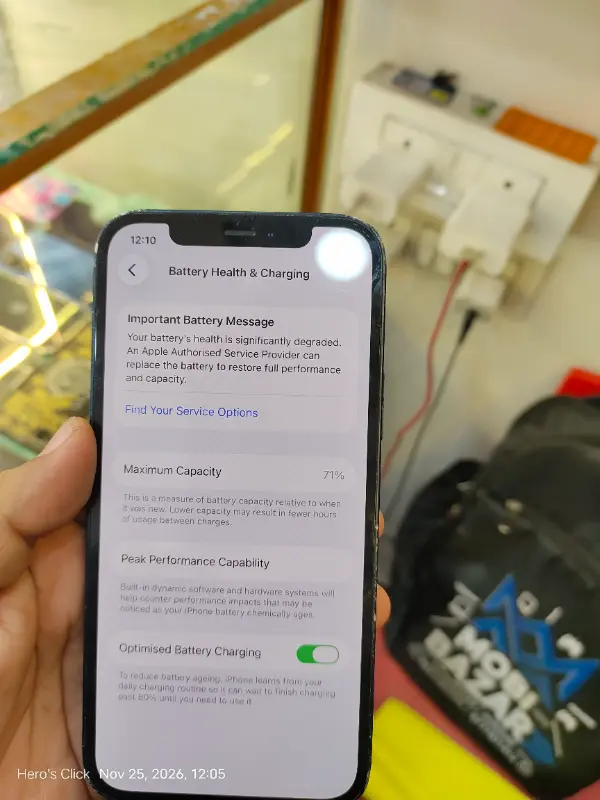 12:10
Battery Health & Charging
Important Battery Message
Your battery's health is significantly degraded.
An Apple Authorised Service Provider can
replace the battery to restore full performance
and capacity.
Find Your Service Options
Maximum Capacity 71%
This is a measure of battery capacity relative to when
it was new. Lower capacity may result in fewer hours
of usage between charges.
Peak Performance Capability
Built-in dynamic software and hardware systems will
help counter performance impacts that may be
noticed as your iPhone battery chemically ages.
Optimised Battery Charging
To reduce battery ageing, iPhone learns from your
daily charging routine so it can wait to finish charging
past 80% until you need to use it.
MOBI
BAZAR
Hero's Click Nov 25, 2026, 12:05